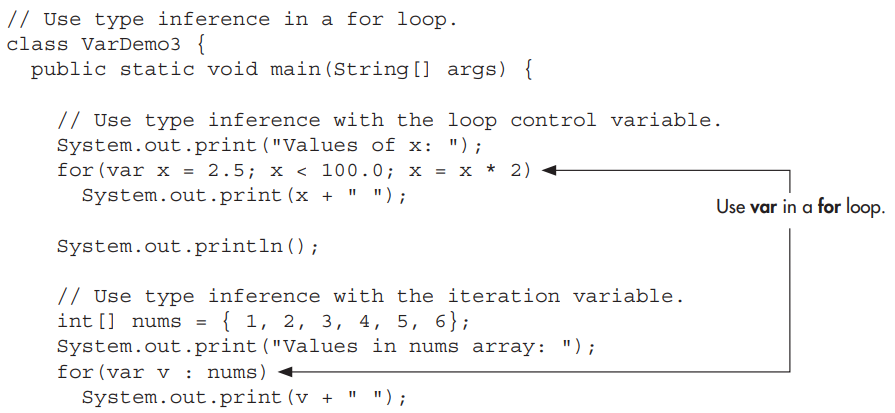 // Use type inference in a for loop.
class VarDemo3 {
  public static void main(String[] args) {

    // Use type inference with the loop control variable.
    System.out.print("Values of x: ");
    for(var x = 2.5; x < 100.0; x = x * 2)
      System.out.print(x + " ");
Use var in a for loop.

    System.out.println();

    // Use type inference with the iteration variable.
    int[] nums = { 1, 2, 3, 4, 5, 6};
    System.out.print("Values in nums array: ");
    for(var v : nums)
      System.out.print(v + " ");